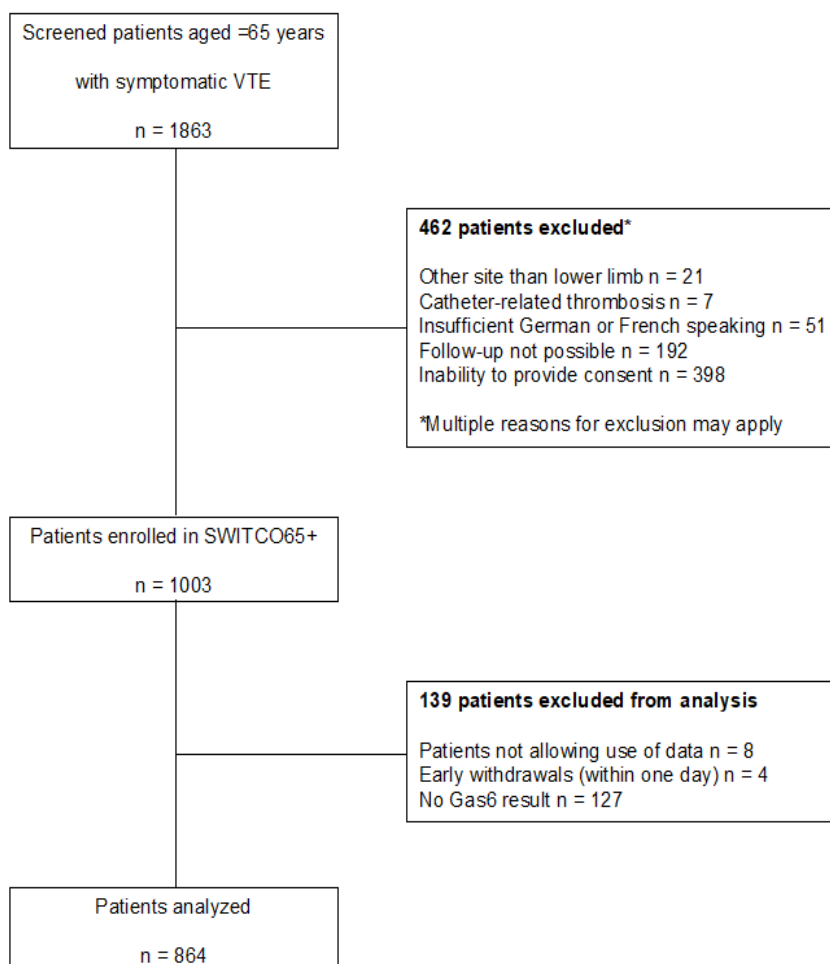 Screened patients aged =65 years
with symptomatic VTE
n = 1863
462 patients excluded*
Other site than lower limb n = 21
Catheter-related thrombosis n = 7
Insufficient German or French speaking n = 51
Follow-up not possible n = 192
Inability to provide consent n = 398
*Multiple reasons for exclusion may apply
Patients enrolled in SWITCO65+
n = 1003
139 patients excluded from analysis
Patients not allowing use of data n = 8
Early withdrawals (within one day) n = 4
No Gas6 result n = 127
Patients analyzed
n = 864